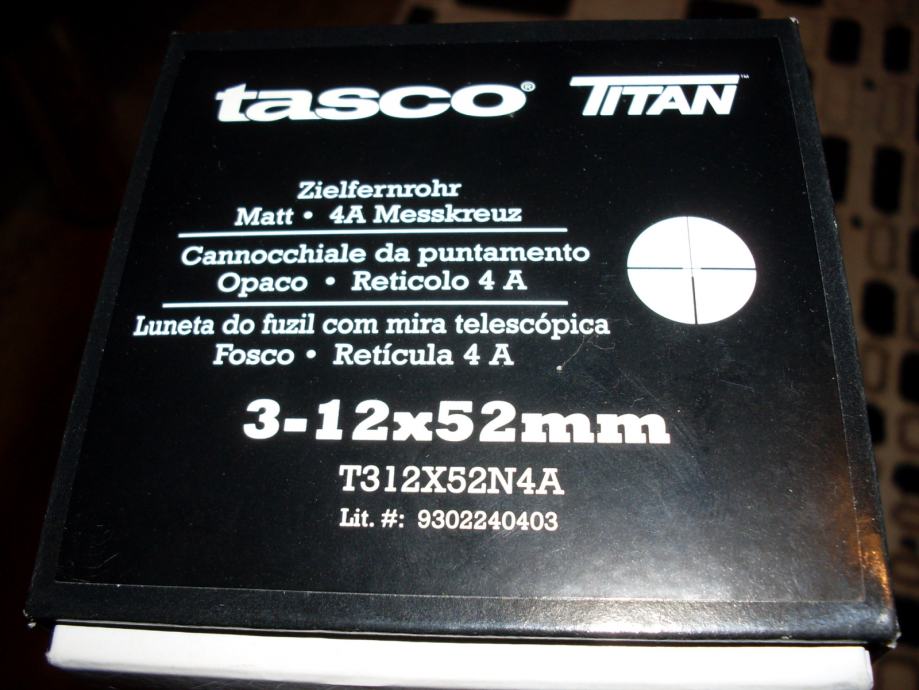 tasco® TITAN™
Zielfernrohr
Matt • 4A Messkreuz
Cannocchiale da puntamento
Opaco • Reticolo 4 A
Luneta do fuzil com mira telescópica
Fosco • Retícula 4 A
3-12x52mm
T312X52N4A
Lit. #: 9302240403